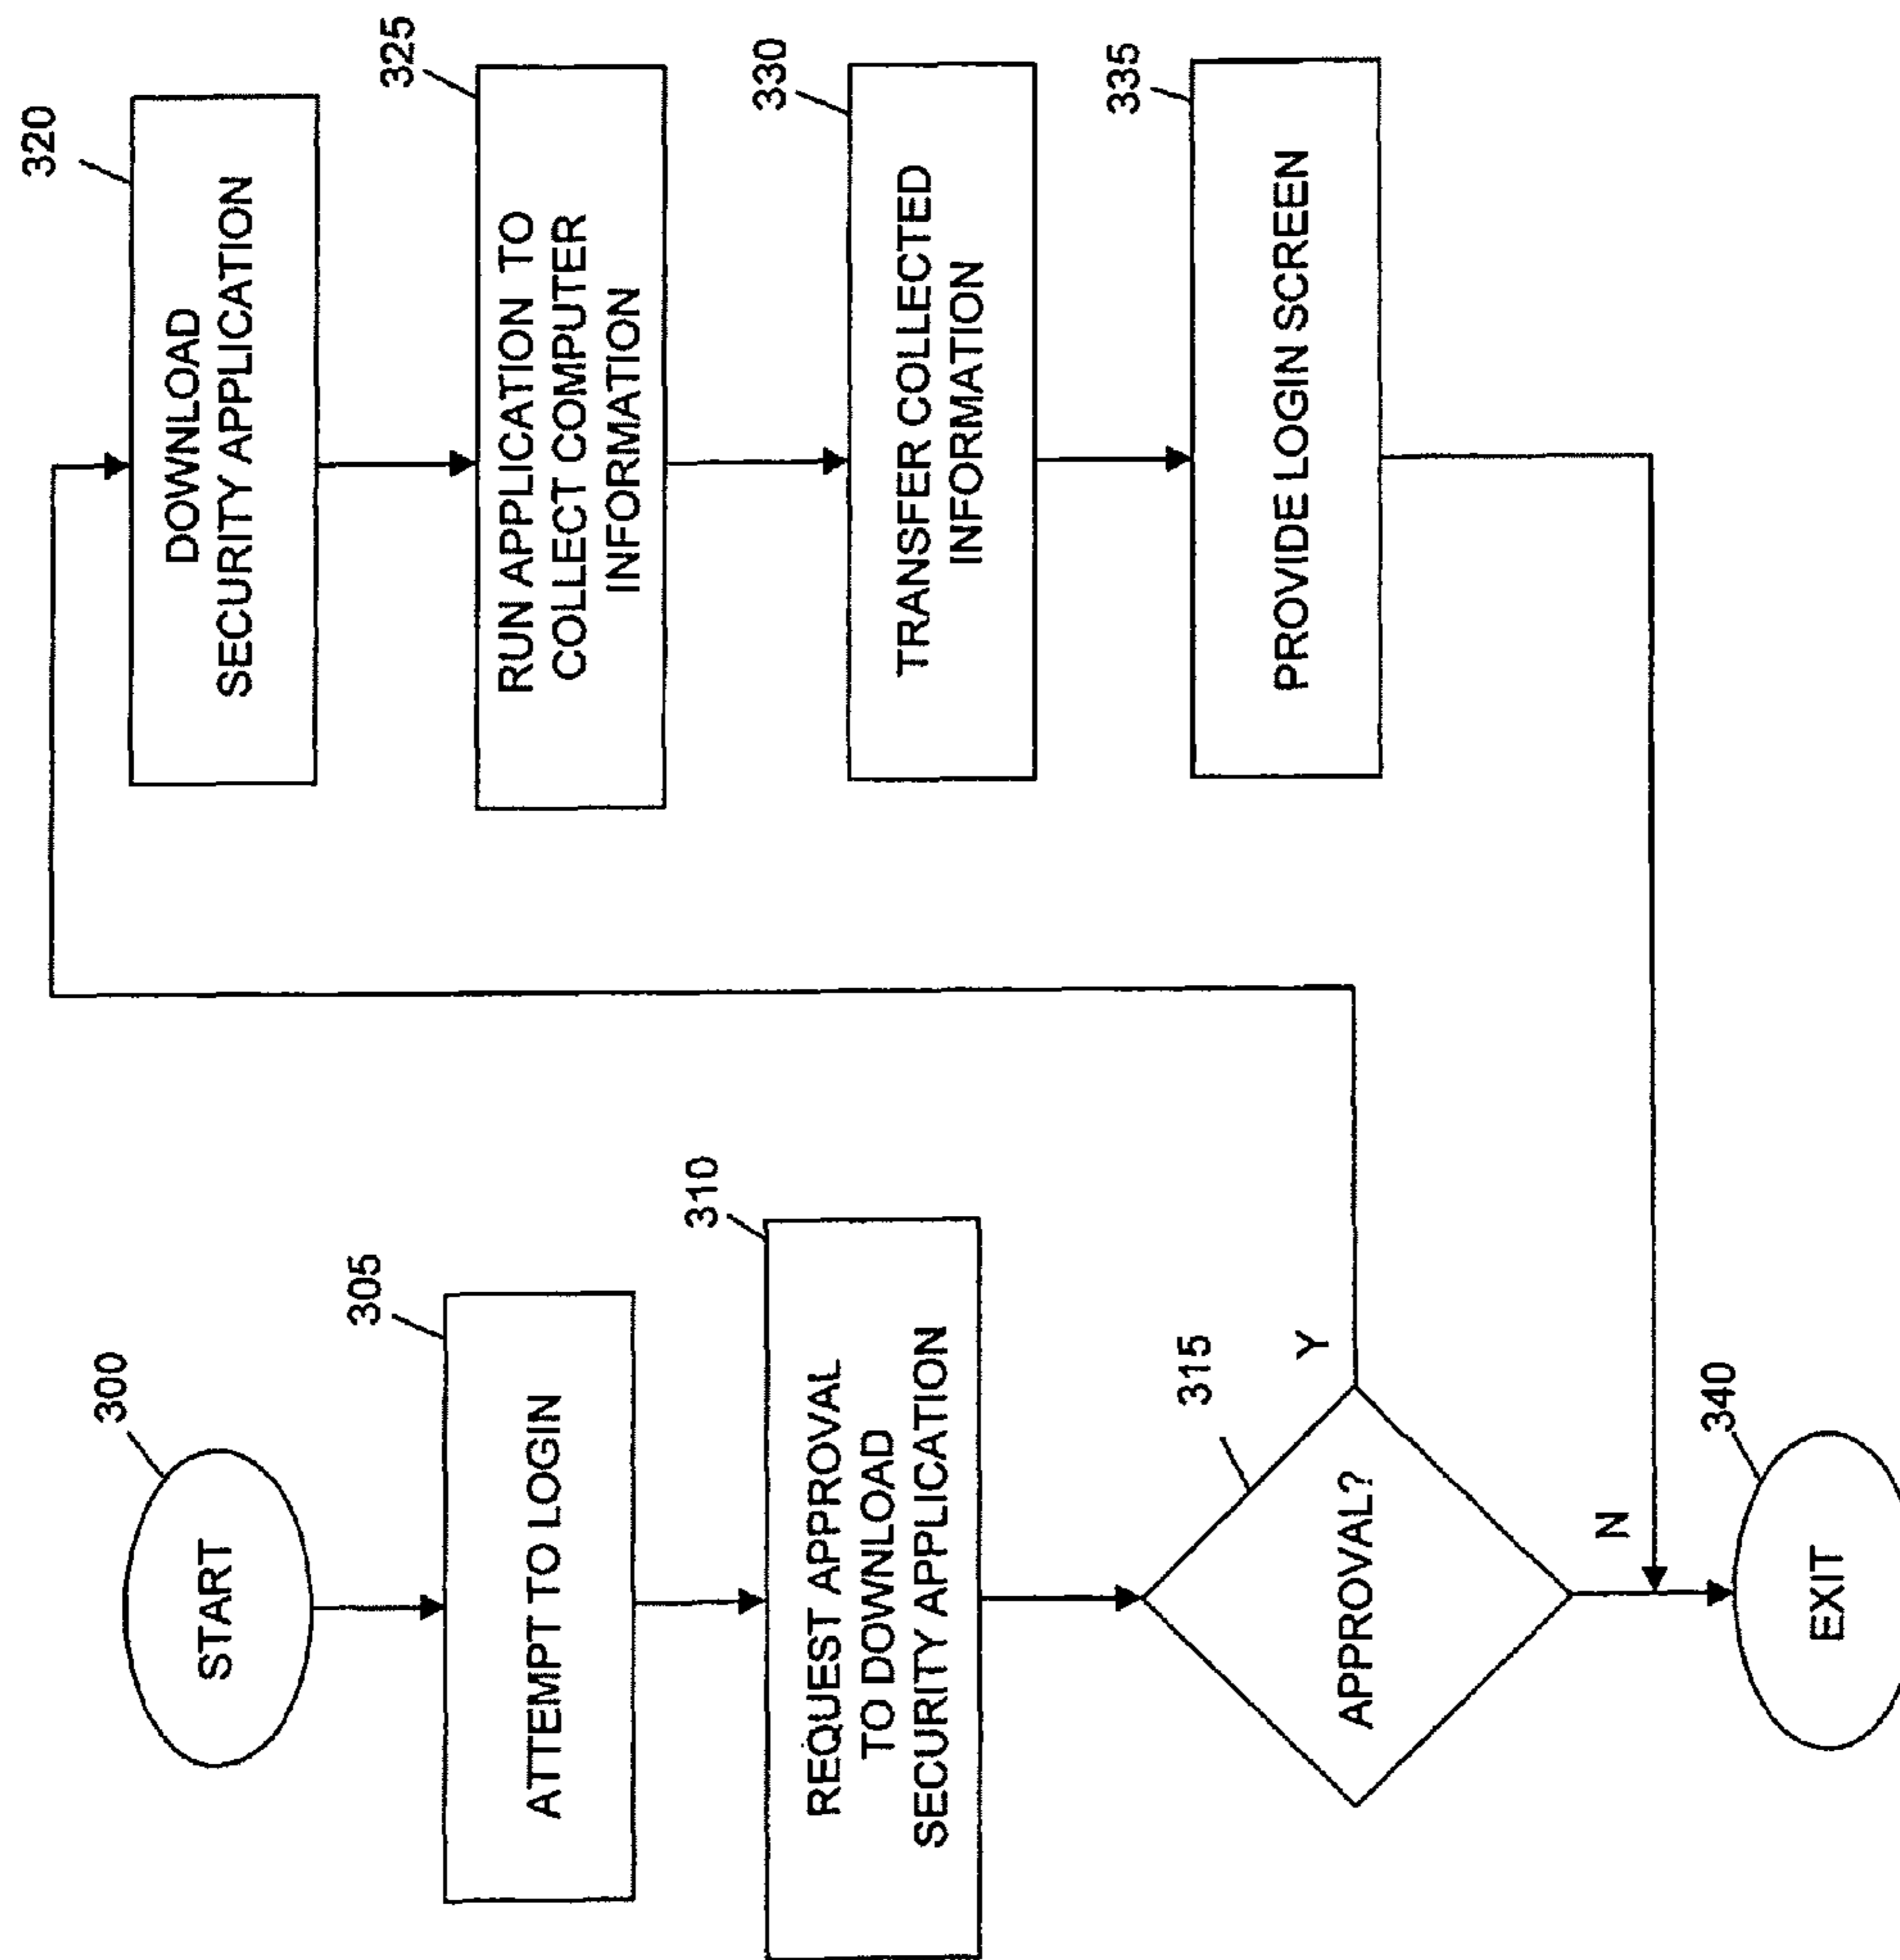 300
START
305
ATTEMPT TO LOGIN
310
REQUEST APPROVAL
TO DOWNLOAD
SECURITY APPLICATION
315
APPROVAL?
Y
N
340
EXIT
320
DOWNLOAD
SECURITY APPLICATION
325
RUN APPLICATION TO
COLLECT COMPUTER
INFORMATION
330
TRANSFER COLLECTED
INFORMATION
335
PROVIDE LOGIN SCREEN